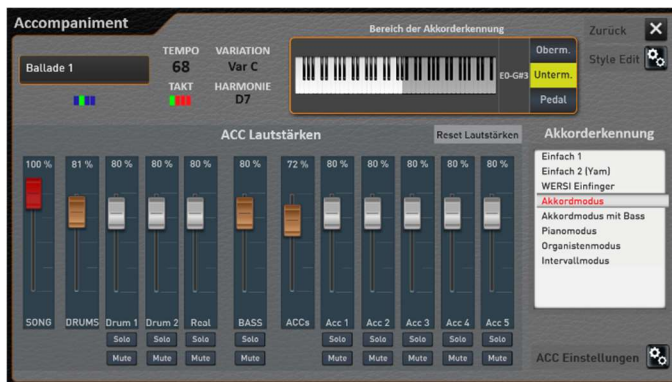 Accompaniment
Bereich der Akkorderkennung
Zurück
Ballade 1
TEMPO
68
TAKT
VARIATION
Var C
HARMONIE
D7
E0-G#3
Oberm.
Unterm.
Pedal
Style Edit
ACC Lautstärken
Reset Lautstärken
Akkorderkennung
100 % 81 % 80 % 80 % 80 % 80 % 72 % 80 % 80 % 80 % 80 % 80 %
SONG DRUMS Drum 1 Drum 2 Real BASS ACCs Acc 1 Acc 2 Acc 3 Acc 4 Acc 5
Solo Solo Solo Solo Solo Solo Solo Solo Solo
Mute Mute Mute Mute Mute Mute Mute Mute Mute
Einfach 1
Einfach 2 (Yam)
WERSI Einfinger
Akkordmodus
Akkordmodus mit Bass
Pianomodus
Organistenmodus
Intervallmodus
ACC Einstellungen